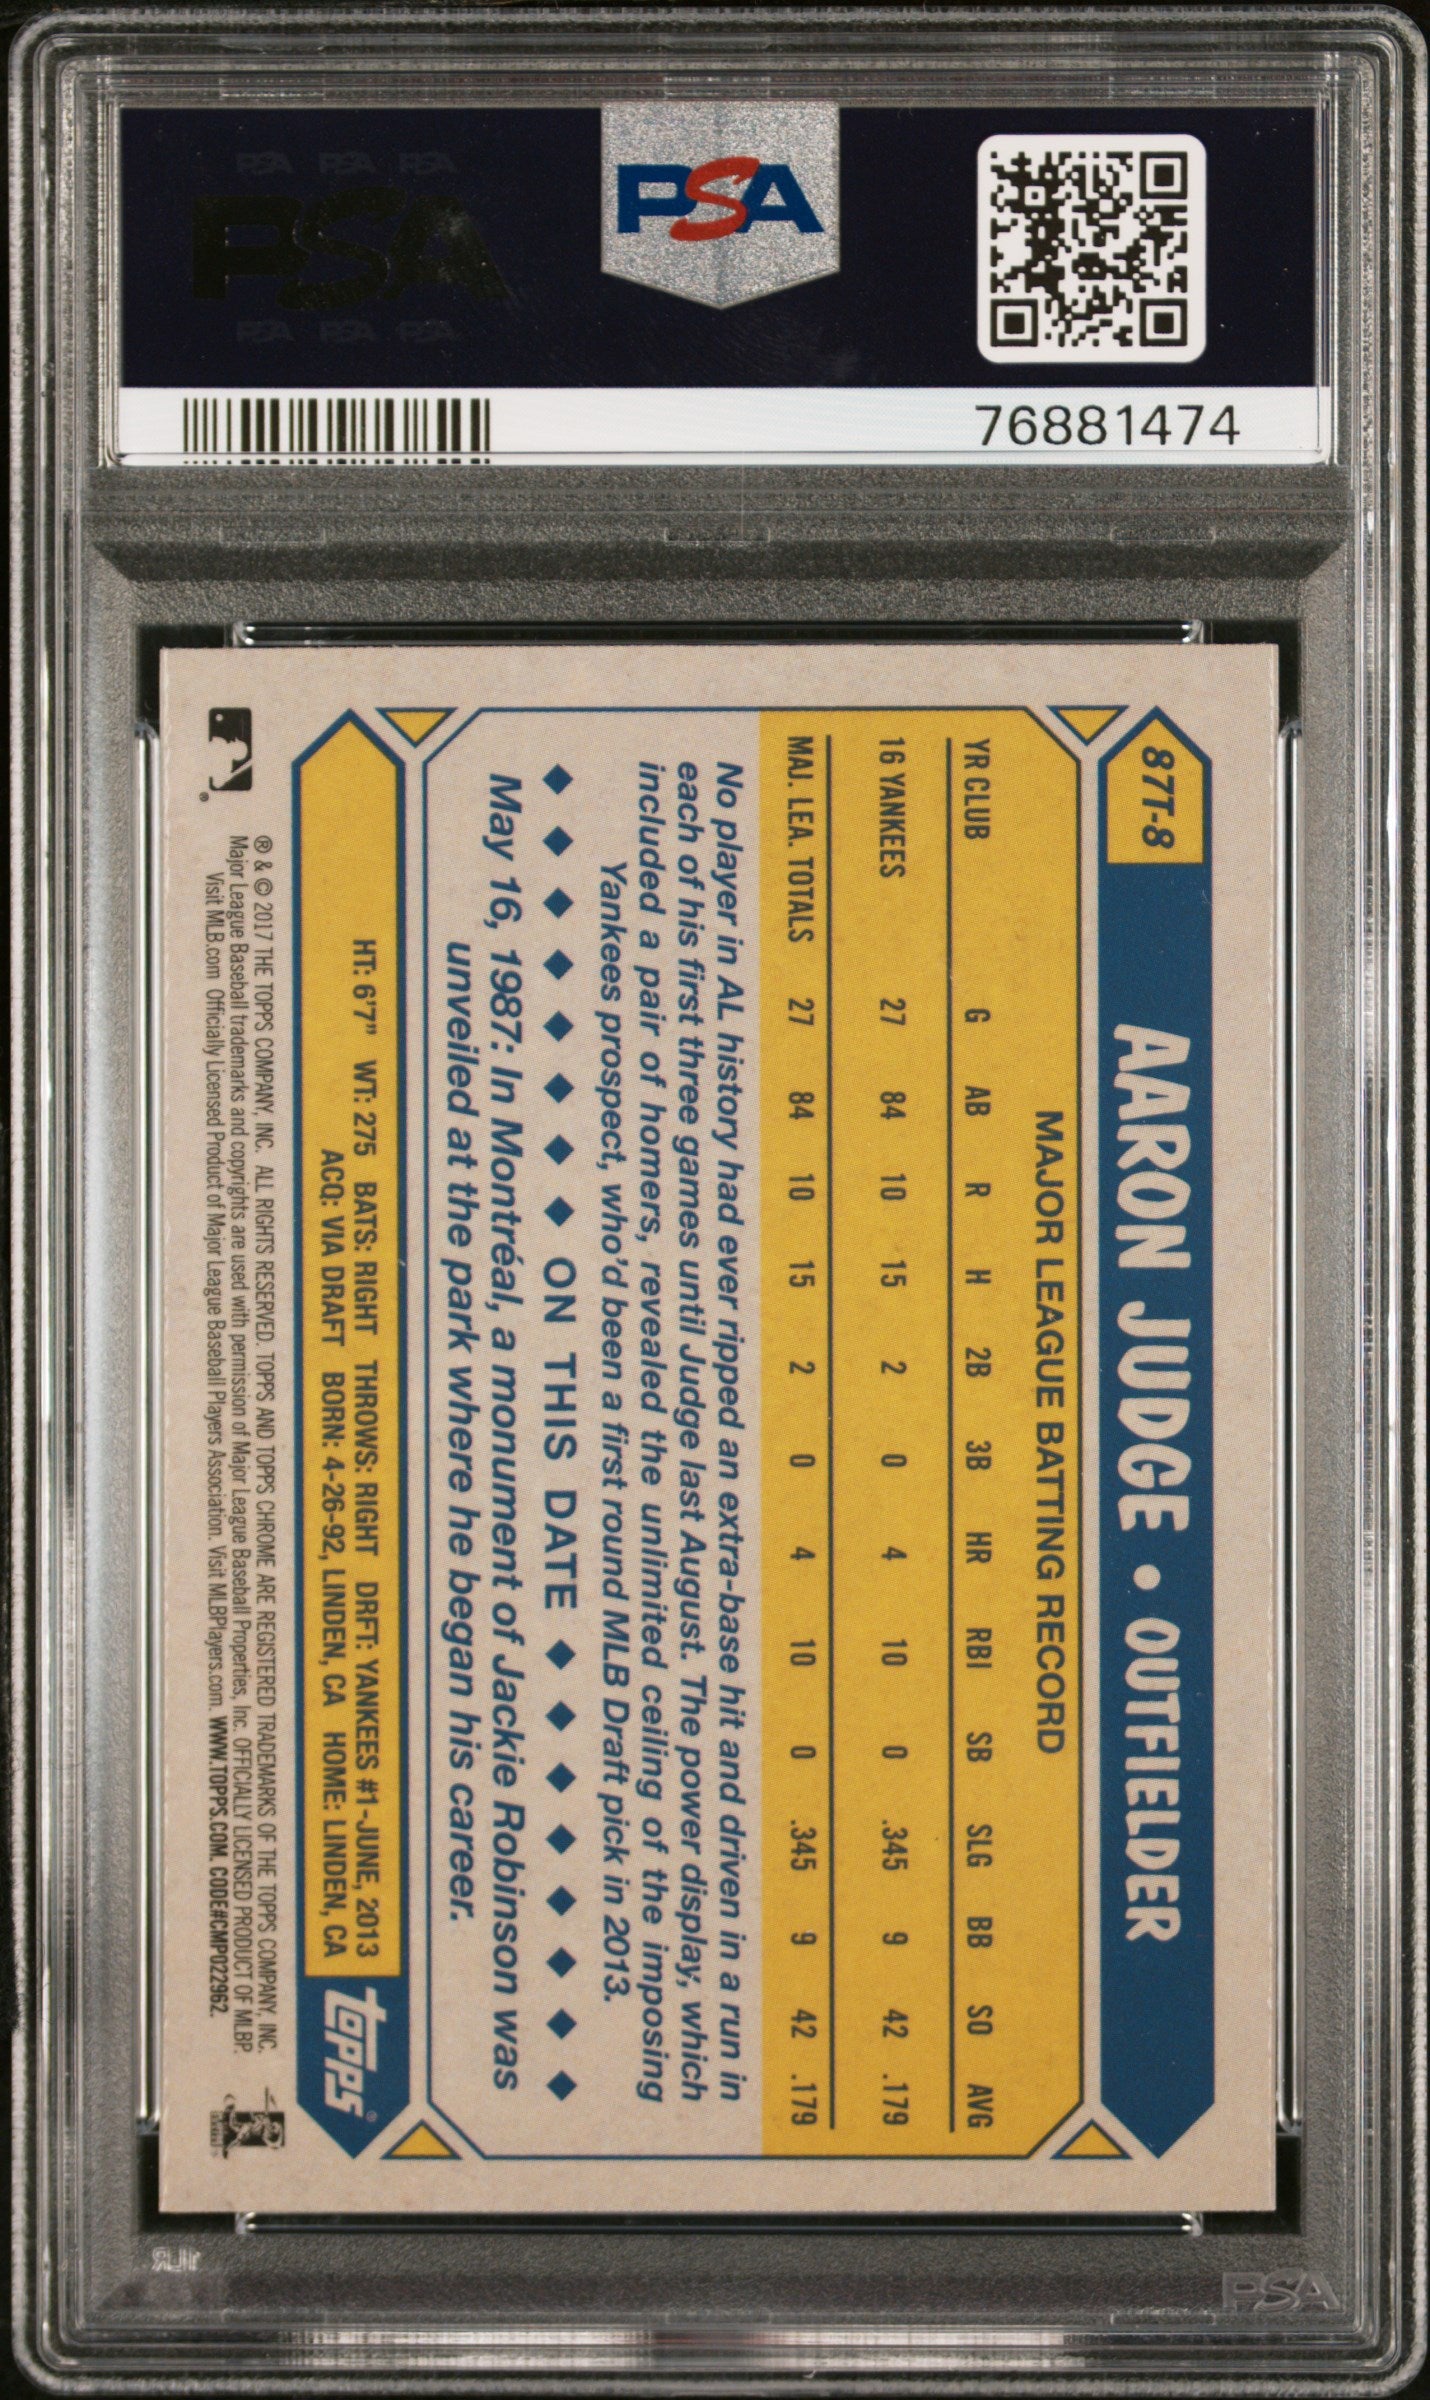 PSA PSA PSA
PSA
PSA PSA PSA
PSA
76881474
87T-8 AARON JUDGE • OUTFIELDER
MAJOR LEAGUE BATTING RECORD
YR CLUB G AB R H 2B 3B HR RBI SB SLG BB SO AVG
16 YANKEES 27 84 10 15 2 0 4 10 0 .345 9 42 .179
MAJ. LEA. TOTALS 27 84 10 15 2 0 4 10 0 .345 9 42 .179
No player in AL history had ever ripped an extra-base hit and driven in a run in
each of his first three games until Judge last August. The power display, which
included a pair of homers, revealed the unlimited ceiling of the imposing
Yankees prospect, who'd been a first round MLB Draft pick in 2013.
◆ ◆ ◆ ◆ ◆ ◆ ◆ ◆ ON THIS DATE ◆ ◆ ◆ ◆ ◆ ◆ ◆ ◆
May 16, 1987: In Montréal, a monument of Jackie Robinson was
unveiled at the park where he began his career.
HT: 6'7" WT: 275 BATS: RIGHT THROWS: RIGHT DRFT: YANKEES #1-JUNE, 2013
ACQ: VIA DRAFT BORN: 4-26-92, LINDEN, CA HOME: LINDEN, CA
topps®
® & © 2017 THE TOPPS COMPANY, INC. ALL RIGHTS RESERVED. TOPPS AND TOPPS CHROME ARE REGISTERED TRADEMARKS OF THE TOPPS COMPANY, INC.
Major League Baseball trademarks and copyrights are used with permission of Major League Baseball Properties, Inc. OFFICIALLY LICENSED PRODUCT OF MLBP.
Visit MLB.com Officially Licensed Product of Major League Baseball Players Association. Visit MLBPlayers.com. WWW.TOPPS.COM. CODE#CMP022962.
PSA